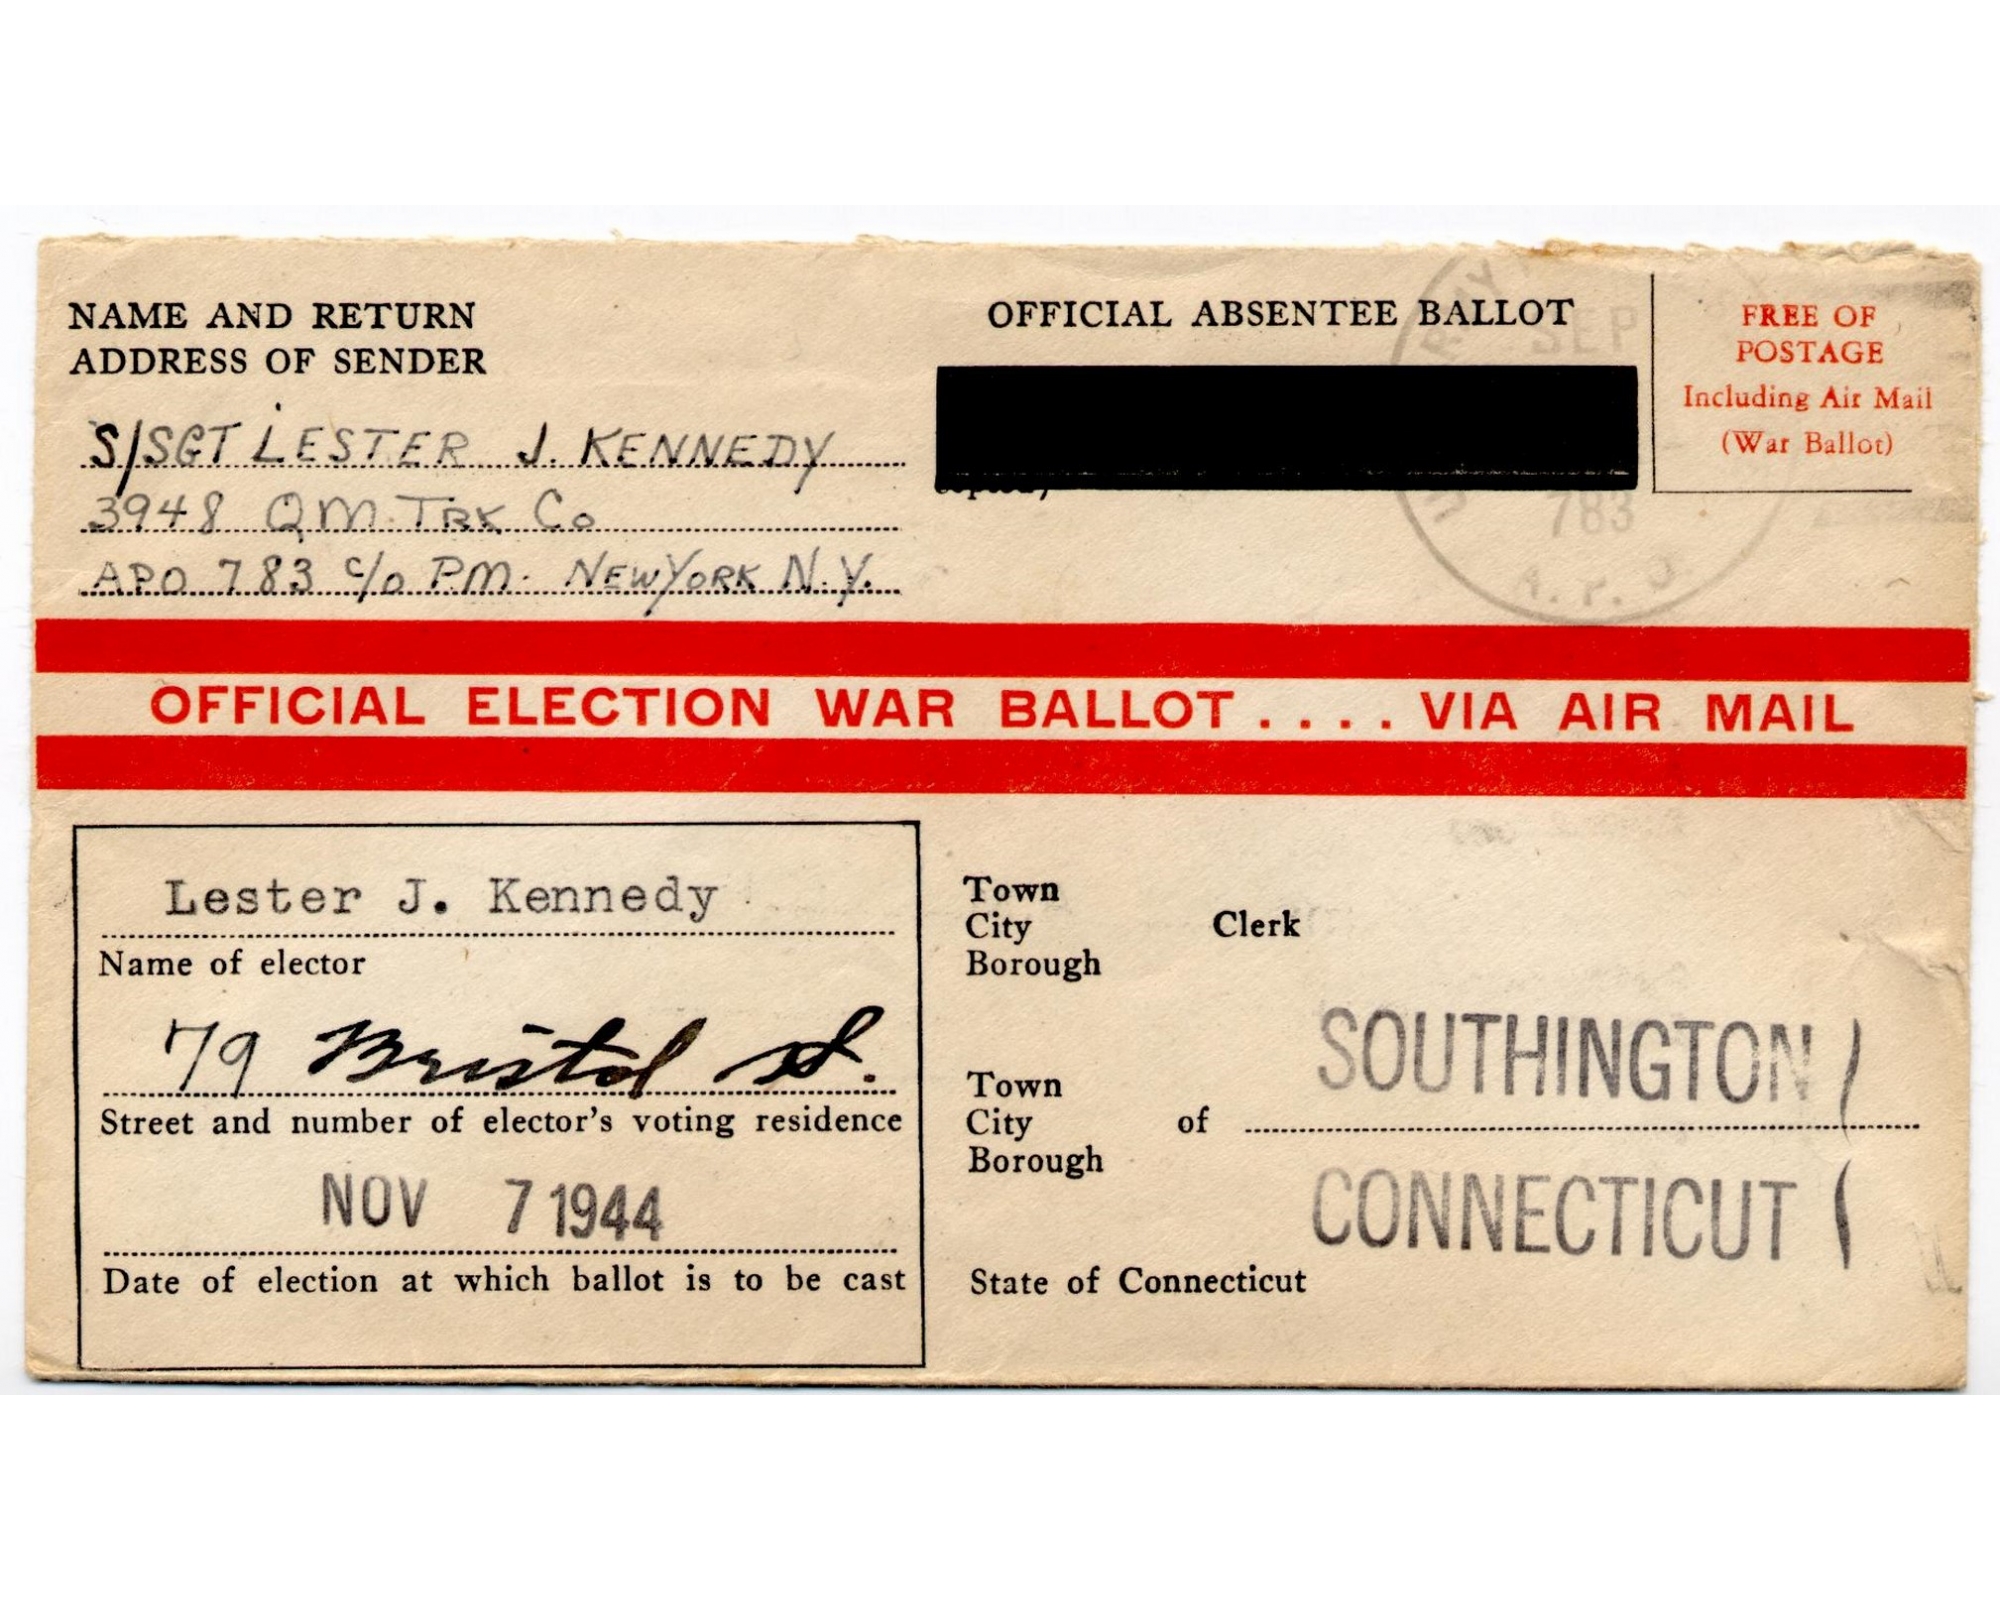 NAME AND RETURN
ADDRESS OF SENDER
S/SGT LESTER J. KENNEDY
3948 QM. TRK Co
APO 783 c/o P.M. NEW YORK N.Y.
OFFICIAL ABSENTEE BALLOT
SEP
783
A.P.O
FREE OF
POSTAGE
Including Air Mail
(War Ballot)
OFFICIAL ELECTION WAR BALLOT.... VIA AIR MAIL
Lester J. Kennedy
Name of elector
79 Bristol St.
Street and number of elector's voting residence
NOV 7 1944
Date of election at which ballot is to be cast
Town
City Clerk
Borough
SOUTHINGTON
Town
City of
Borough
CONNECTICUT
State of Connecticut